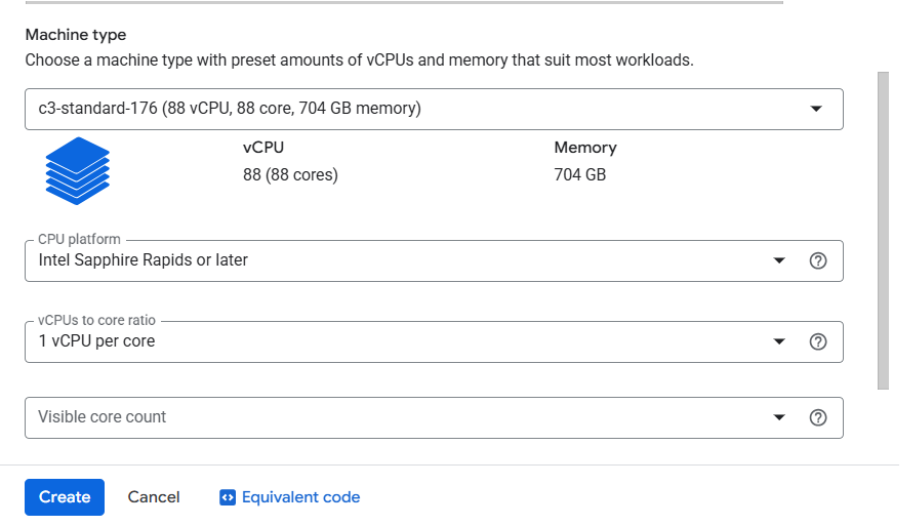 Machine type
Choose a machine type with preset amounts of vCPUs and memory that suit most workloads.
c3-standard-176 (88 vCPU, 88 core, 704 GB memory)
vCPU Memory
88 (88 cores) 704 GB
CPU platform
Intel Sapphire Rapids or later
vCPUs to core ratio
1 vCPU per core
Visible core count
Create Cancel Equivalent code